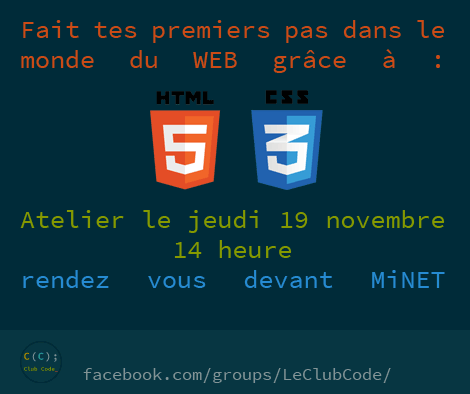 Fait tes premiers pas dans le
monde du WEB grâce à :
HTML CSS
5 3
Atelier le jeudi 19 novembre
14 heure
rendez vous devant MiNET
C(C);
Club Code_
facebook.com/groups/LeClubCode/